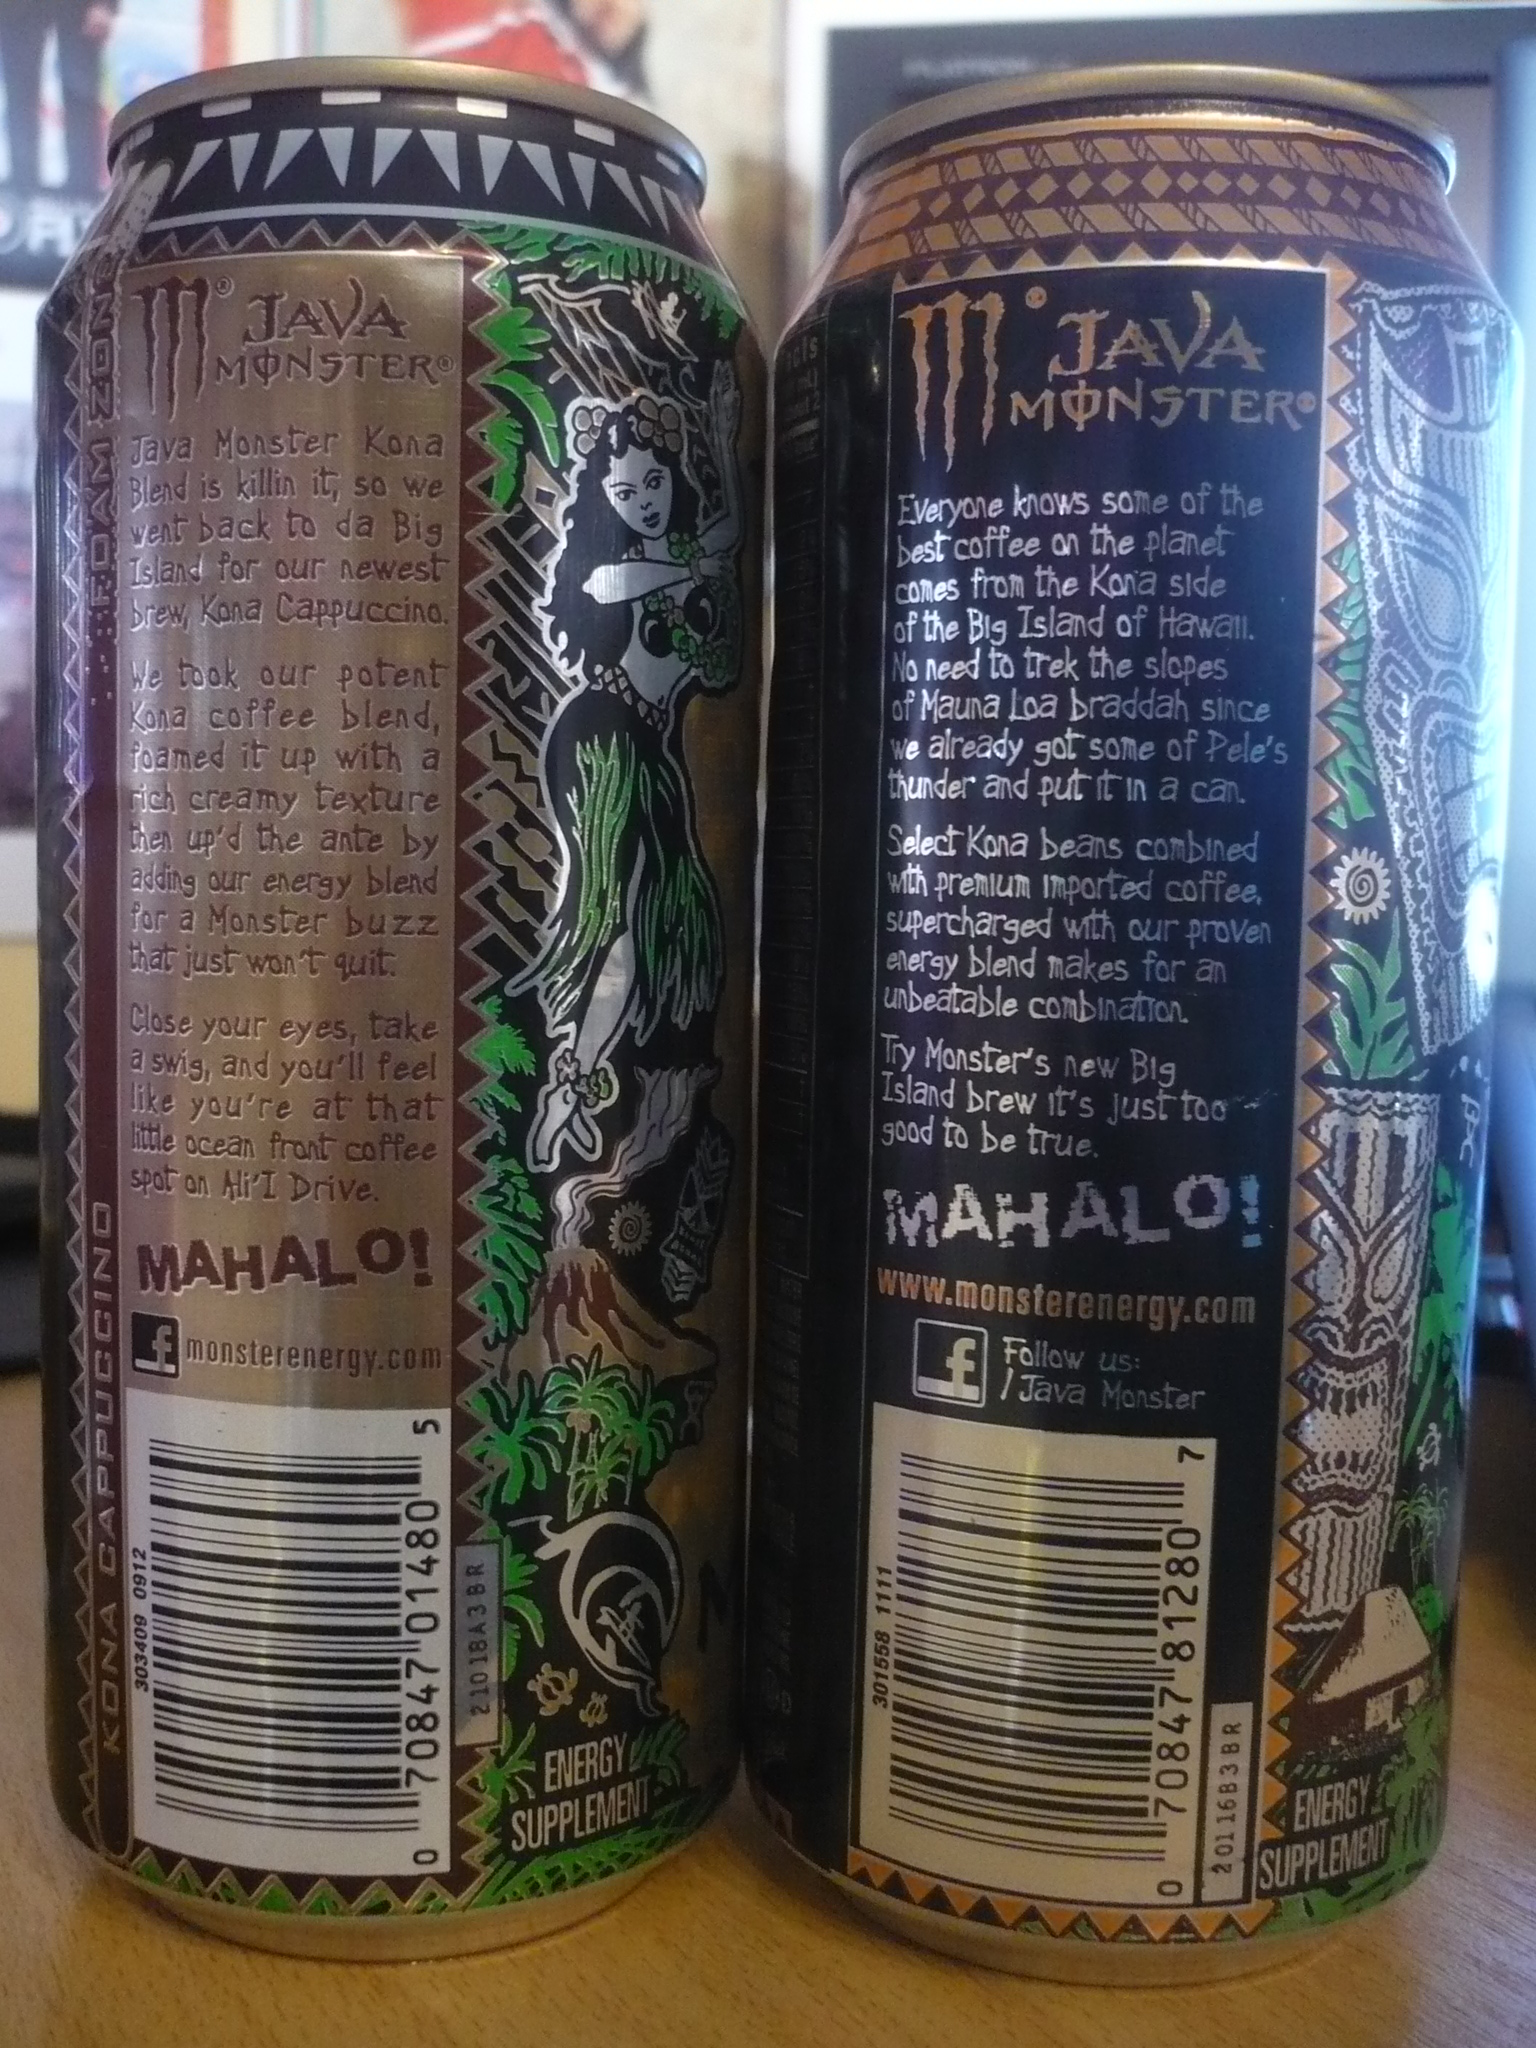 FOAM ZONE
KONA CAPPUCCINO
JAVA
MONSTER®
Java Monster Kona
Blend is killin it, so we
went back to da Big
Island for our newest
brew, Kona Cappuccino.
We took our potent
Kona coffee blend,
foamed it up with a
rich creamy texture
then up'd the ante by
adding our energy blend
for a Monster buzz
that just won't quit.
Close your eyes, take
a swig, and you'll feel
like you're at that
little ocean front coffee
spot on Ali'I Drive.
MAHALO!
f monsterenergy.com
303409 0912
0 70847 01480 5
2101BA3BR
ENERGY
SUPPLEMENT
JAVA
MONSTER
Everyone knows some of the
best coffee on the planet
comes from the Kona side
of the Big Island of Hawaii.
No need to trek the slopes
of Mauna Loa braddah since
we already got some of Pele's
thunder and put it in a can.
Select Kona beans combined
with premium imported coffee,
supercharged with our proven
energy blend makes for an
unbeatable combination.
Try Monster's new Big
Island brew it's just too
good to be true.
MAHALO!
www.monsterenergy.com
f Follow us:
/Java Monster
301558 1111
0 70847 81280 7
20116B3BR
ENERGY
SUPPLEMENT